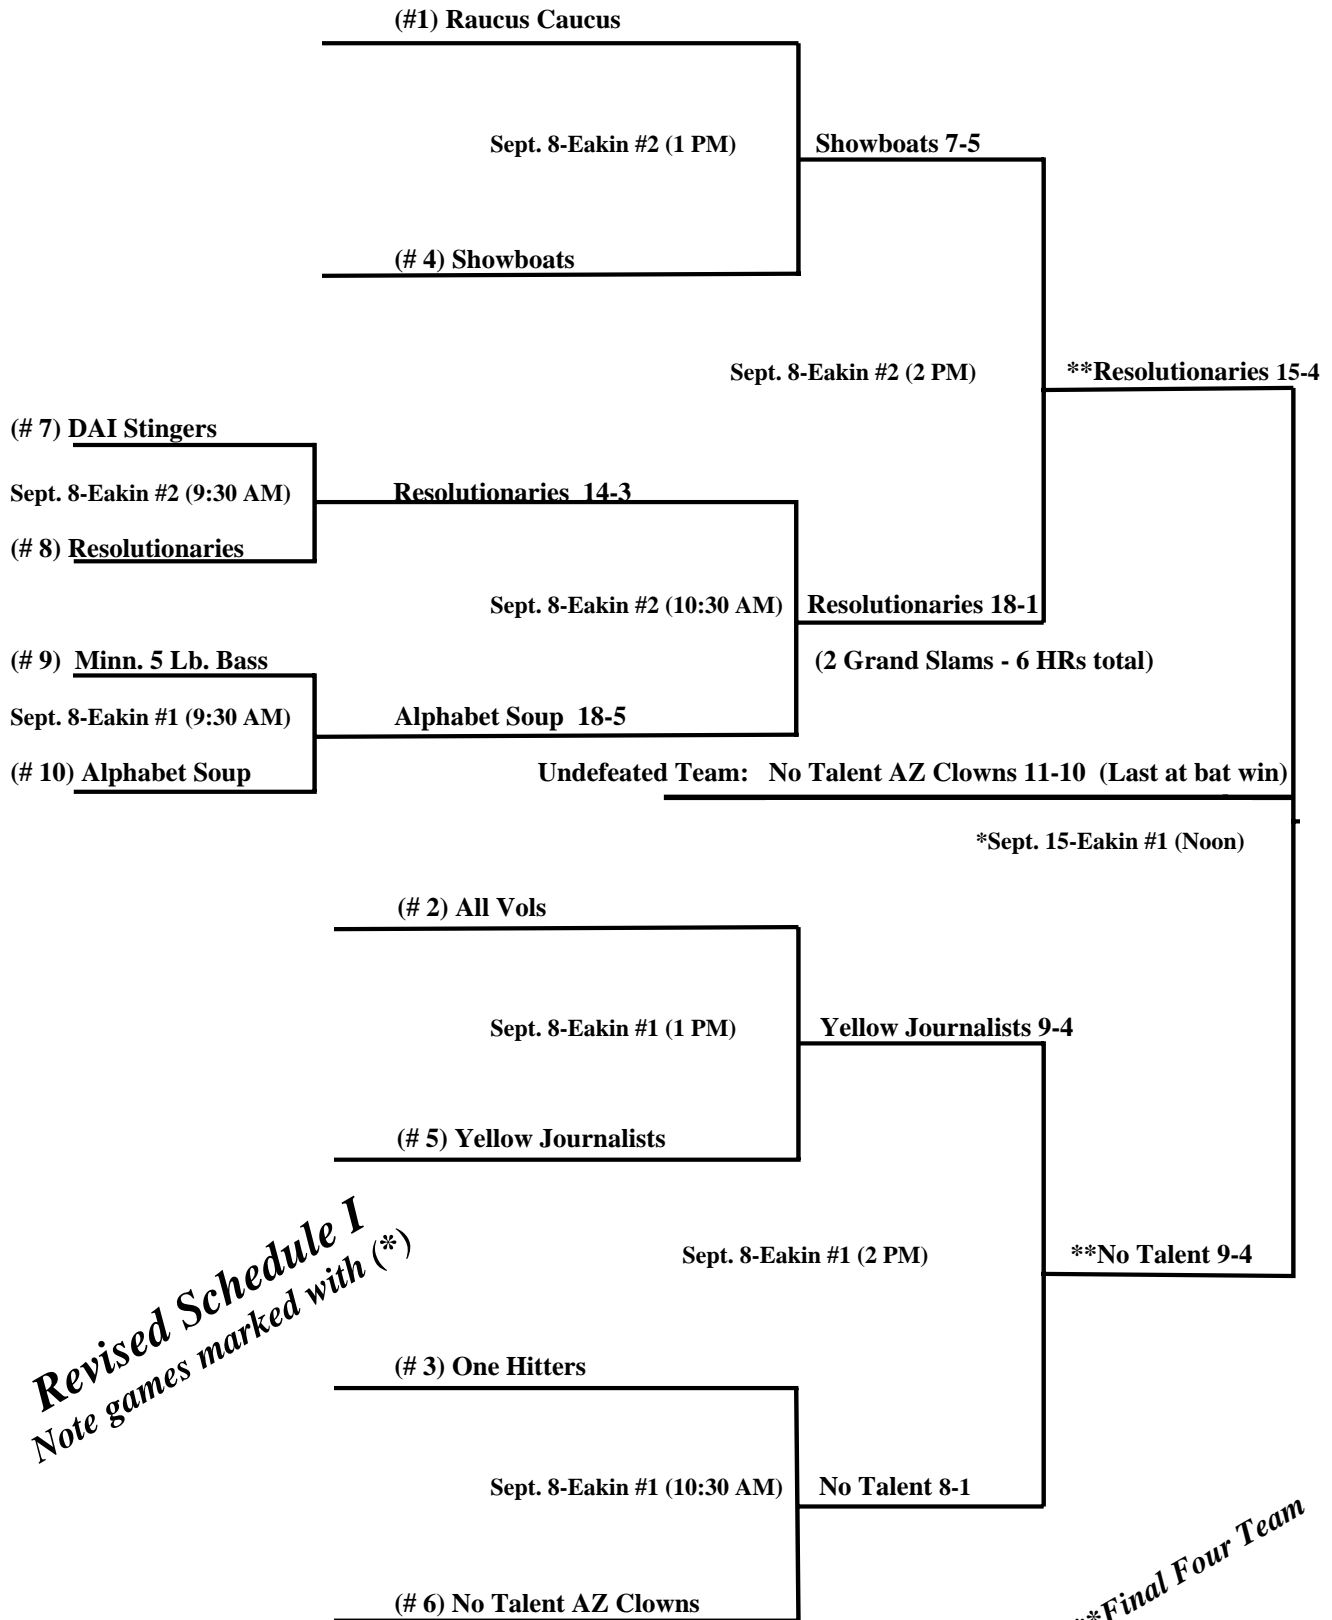 (#1) Raucus Caucus
Sept. 8-Eakin #2 (1 PM)
Showboats 7-5
(# 4) Showboats
Sept. 8-Eakin #2 (2 PM)
**Resolutionaries 15-4
(# 7) DAI Stingers
Sept. 8-Eakin #2 (9:30 AM)
Resolutionaries 14-3
(# 8) Resolutionaries
Sept. 8-Eakin #2 (10:30 AM)
Resolutionaries 18-1
(# 9) Minn. 5 Lb. Bass
(2 Grand Slams - 6 HRs total)
Sept. 8-Eakin #1 (9:30 AM)
Alphabet Soup 18-5
(# 10) Alphabet Soup
Undefeated Team: No Talent AZ Clowns 11-10 (Last at bat win)
*Sept. 15-Eakin #1 (Noon)
(# 2) All Vols
Sept. 8-Eakin #1 (1 PM)
Yellow Journalists 9-4
(# 5) Yellow Journalists
Revised Schedule I
Note games marked with (*)
Sept. 8-Eakin #1 (2 PM)
**No Talent 9-4
(# 3) One Hitters
Sept. 8-Eakin #1 (10:30 AM)
No Talent 8-1
(# 6) No Talent AZ Clowns
**Final Four Team